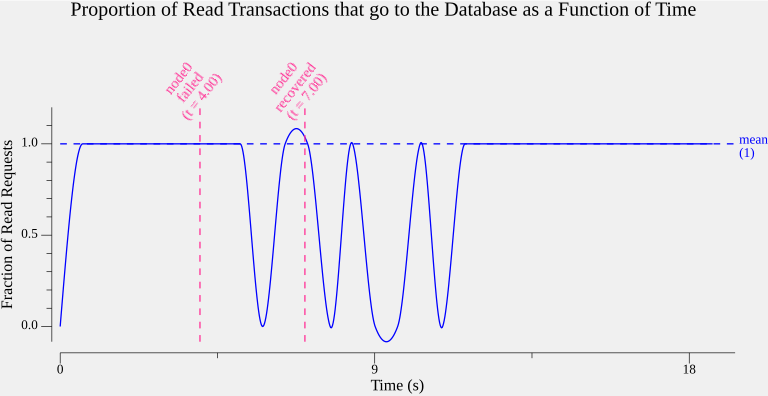 Proportion of Read Transactions that go to the Database as a Function of Time
node0
failed
(t = 4.00)
node0
recovered
(t = 7.00)
Fraction of Read Requests
1.0
0.5
0.0
mean
(1)
0
9
18
Time (s)